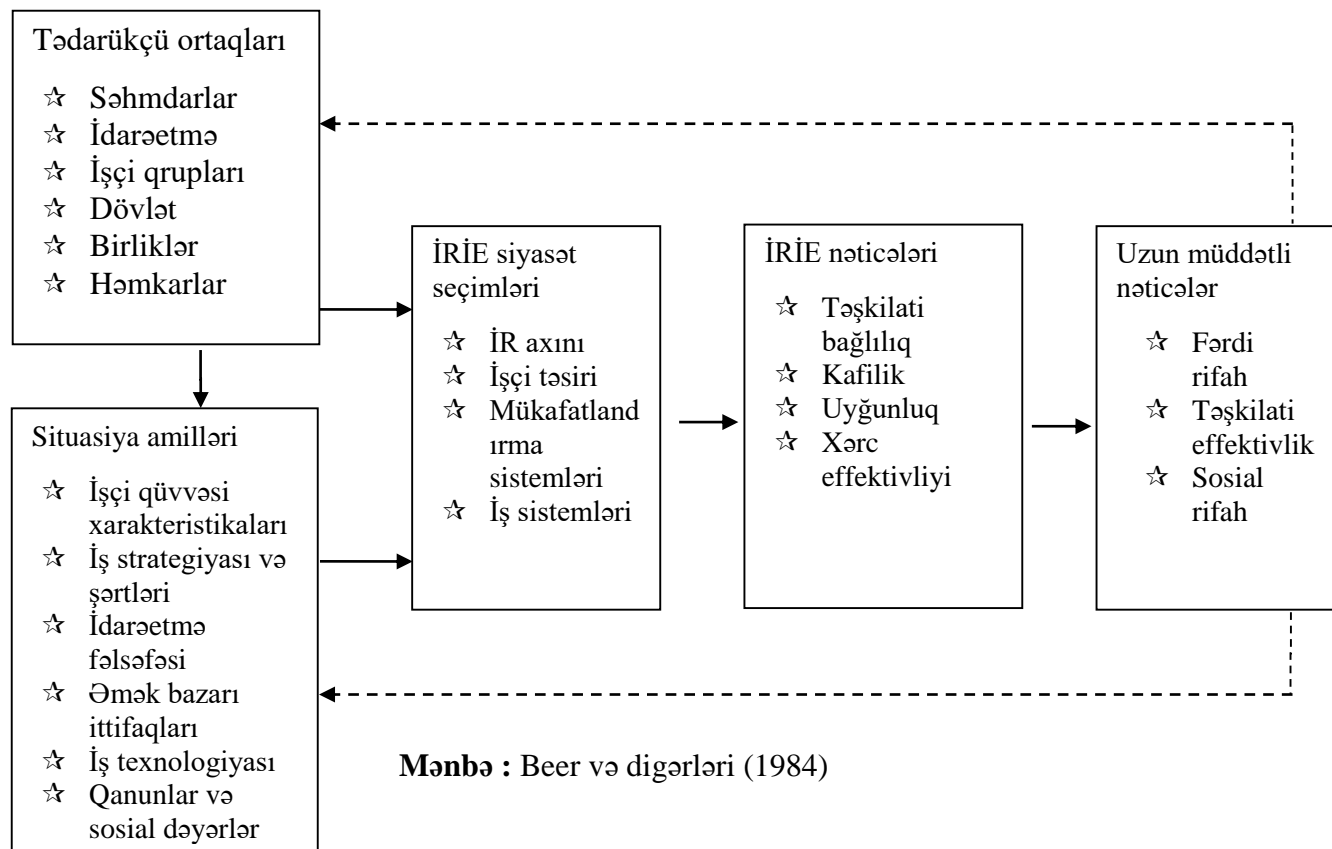 Tədarükçü ortaqları
☆ Səhmdarlar
☆ İdarəetmə
☆ İşçi qrupları
☆ Dövlət
☆ Birliklər
☆ Həmkarlar
Situasiya amilləri
☆ İşçi qüvvəsi
xarakteristikaları
☆ İş strategiyası və
şərtləri
☆ İdarəetmə
fəlsəfəsi
☆ Əmək bazarı
ittifaqları
☆ İş texnologiyası
☆ Qanunlar və
sosial dəyərlər
İRİE siyasət
seçimləri
☆ İR axını
☆ İşçi təsiri
☆ Mükafatland
ırma
sistemləri
☆ İş sistemləri
İRİE nəticələri
☆ Təşkilati
bağlılıq
☆ Kafilik
☆ Uyğunluq
☆ Xərc
effektivliyi
Uzun müddətli
nəticələr
☆ Fərdi
rifah
☆ Təşkilati
effektivlik
☆ Sosial
rifah
Mənbə : Beer və digərləri (1984)